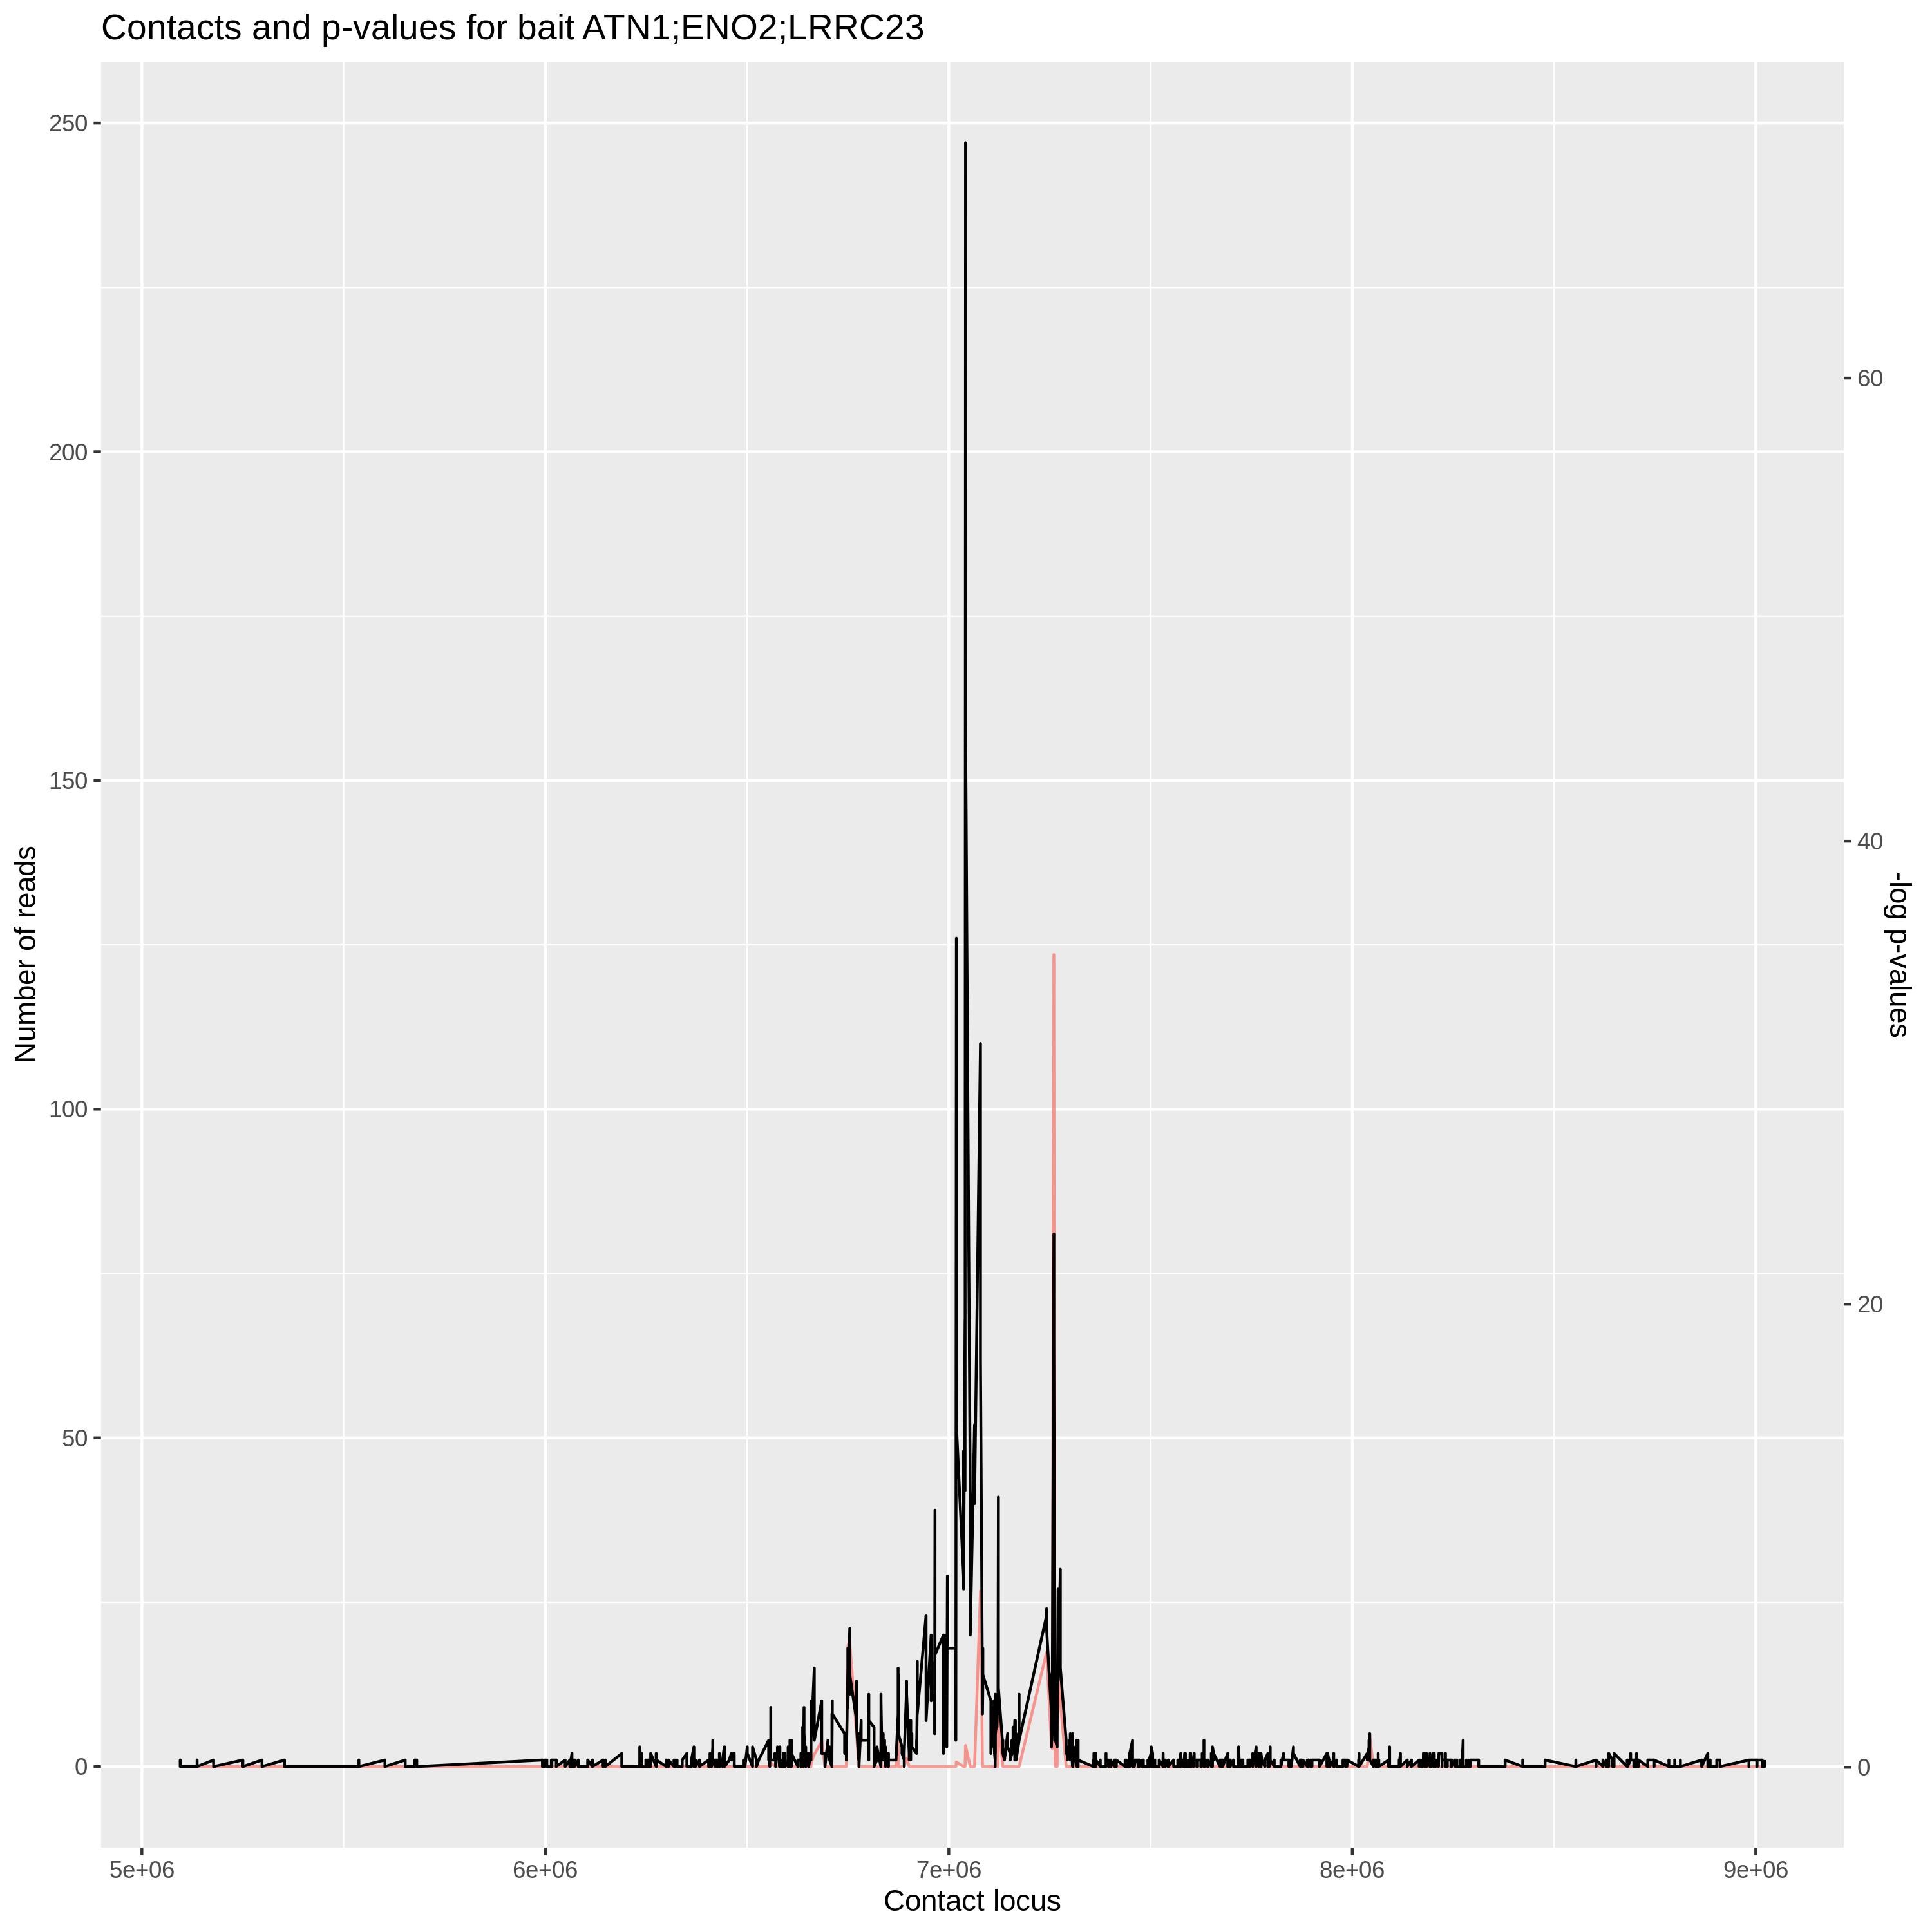 Contacts and p-values for bait ATN1;ENO2;LRRC23
250
200
150
100
50
0
Number of reads
60
40
20
0
-log p-values
5e+06
6e+06
7e+06
8e+06
9e+06
Contact locus